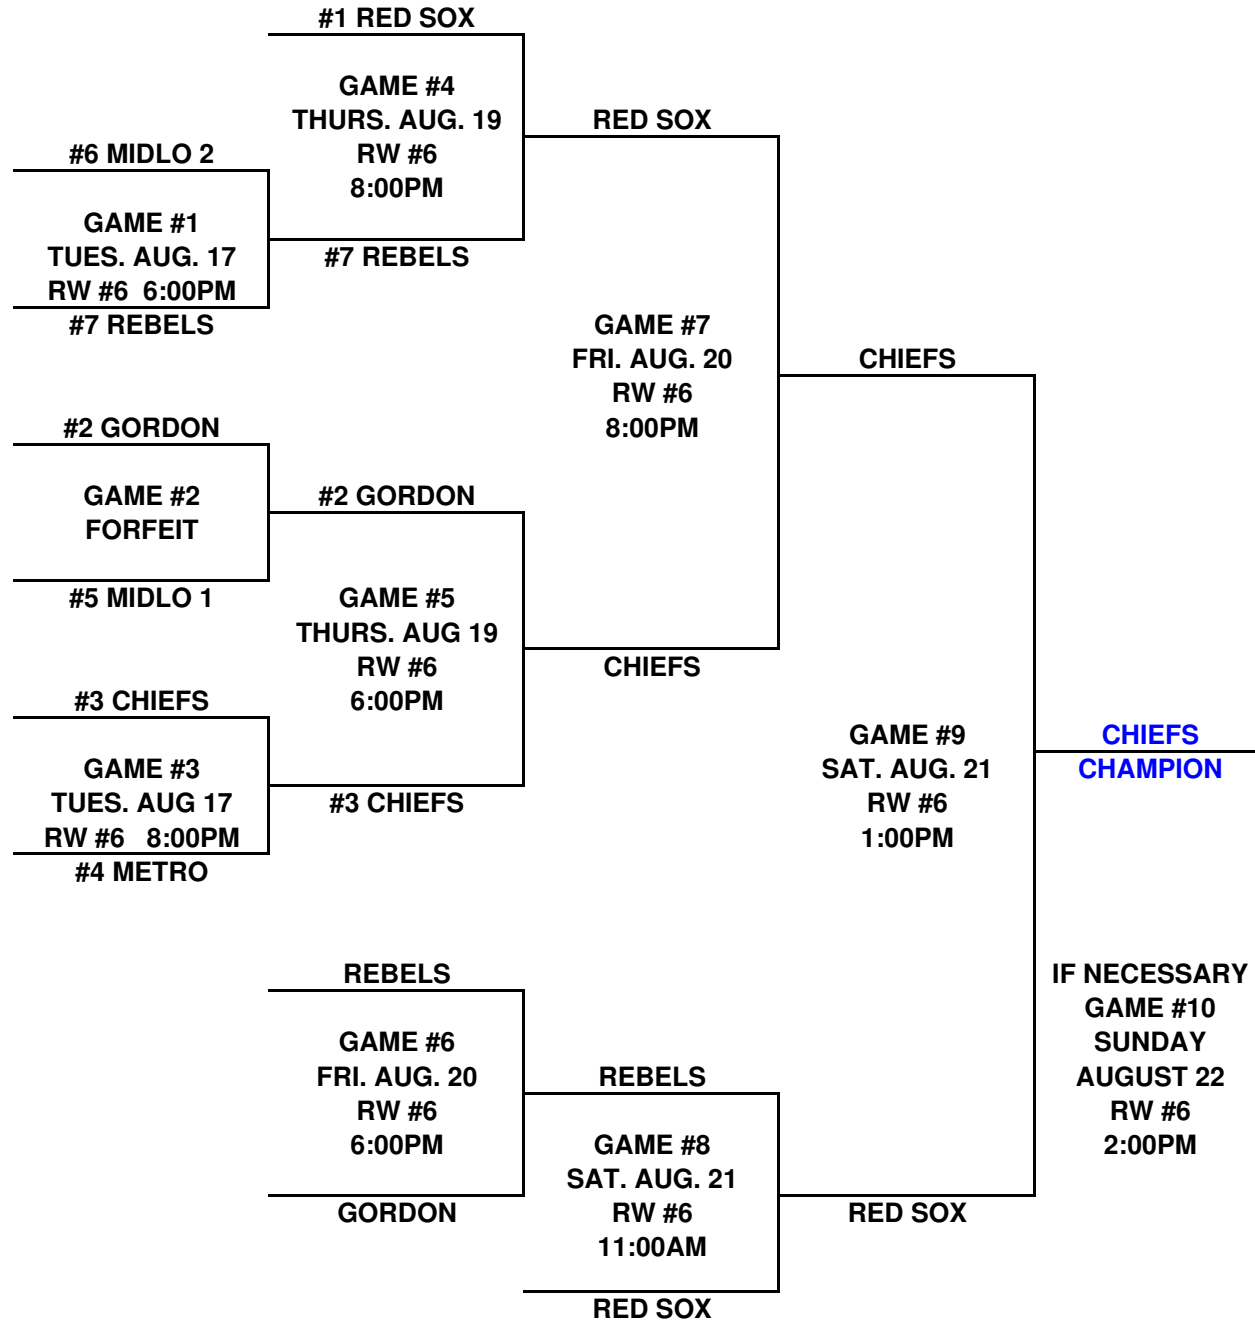 #1 RED SOX
GAME #4
THURS. AUG. 19
RW #6
8:00PM
RED SOX
#6 MIDLO 2
GAME #1
TUES. AUG. 17
RW #6  6:00PM
#7 REBELS
#7 REBELS
GAME #7
FRI. AUG. 20
RW #6
8:00PM
CHIEFS
#2 GORDON
GAME #2
FORFEIT
#5 MIDLO 1
#2 GORDON
GAME #5
THURS. AUG 19
RW #6
6:00PM
CHIEFS
#3 CHIEFS
GAME #3
TUES. AUG 17
RW #6   8:00PM
#4 METRO
#3 CHIEFS
GAME #9
SAT. AUG. 21
RW #6
1:00PM
CHIEFS
CHAMPION
REBELS
GAME #6
FRI. AUG. 20
RW #6
6:00PM
GORDON
REBELS
GAME #8
SAT. AUG. 21
RW #6
11:00AM
RED SOX
RED SOX
IF NECESSARY
GAME #10
SUNDAY
AUGUST 22
RW #6
2:00PM